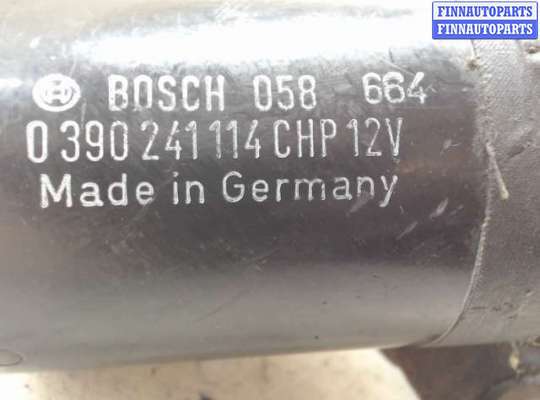 FINNAUTOPARTS
FINNAUTOPARTS
BOSCH 058 664
0 390 241 114 CHP 12V
Made in Germany